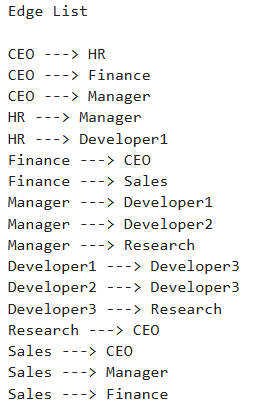 Edge List
CEO ---> HR
CEO ---> Finance
CEO ---> Manager
HR ---> Manager
HR ---> Developer1
Finance ---> CEO
Finance ---> Sales
Manager ---> Developer1
Manager ---> Developer2
Manager ---> Research
Developer1 ---> Developer3
Developer2 ---> Developer3
Developer3 ---> Research
Research ---> CEO
Sales ---> CEO
Sales ---> Manager
Sales ---> Finance